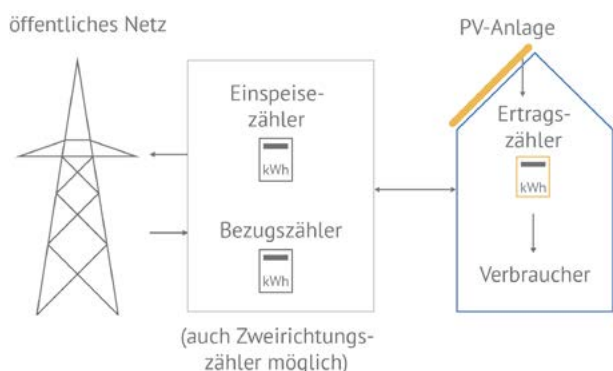 öffentliches Netz
Einspeise-
zähler
kWh
Bezugszähler
kWh
(auch Zweirichtungs-
zähler möglich)
PV-Anlage
Ertrags-
zähler
kWh
Verbraucher